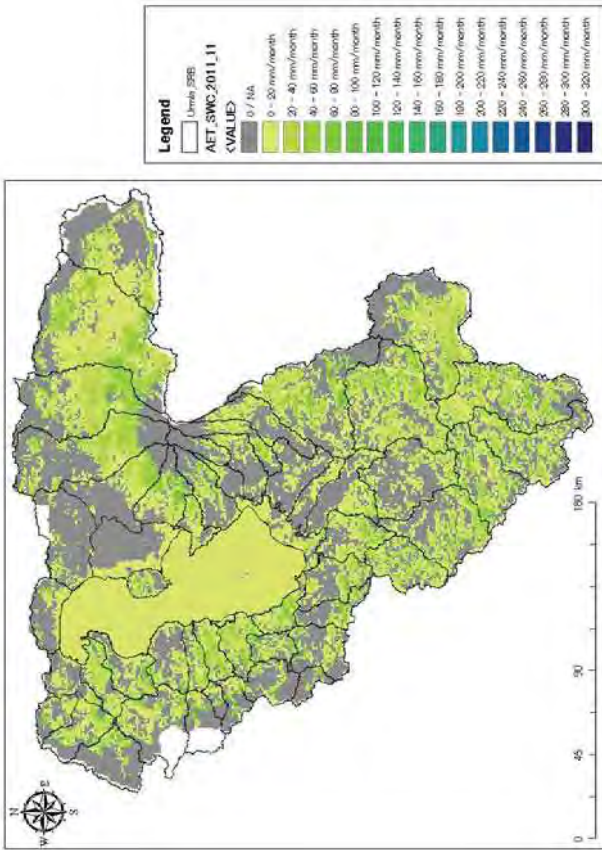 N
W
E
S
Legend
Urmia_SRB
AET_SWC_2011_11
<VALUE>
0 / NA
0 - 20 mm/month
20 - 40 mm/month
40 - 60 mm/month
60 - 80 mm/month
80 - 100 mm/month
100 - 120 mm/month
120 - 140 mm/month
140 - 160 mm/month
160 - 180 mm/month
180 - 200 mm/month
200 - 220 mm/month
220 - 240 mm/month
240 - 260 mm/month
260 - 280 mm/month
280 - 300 mm/month
300 - 320 mm/month
0 45 90 180 km